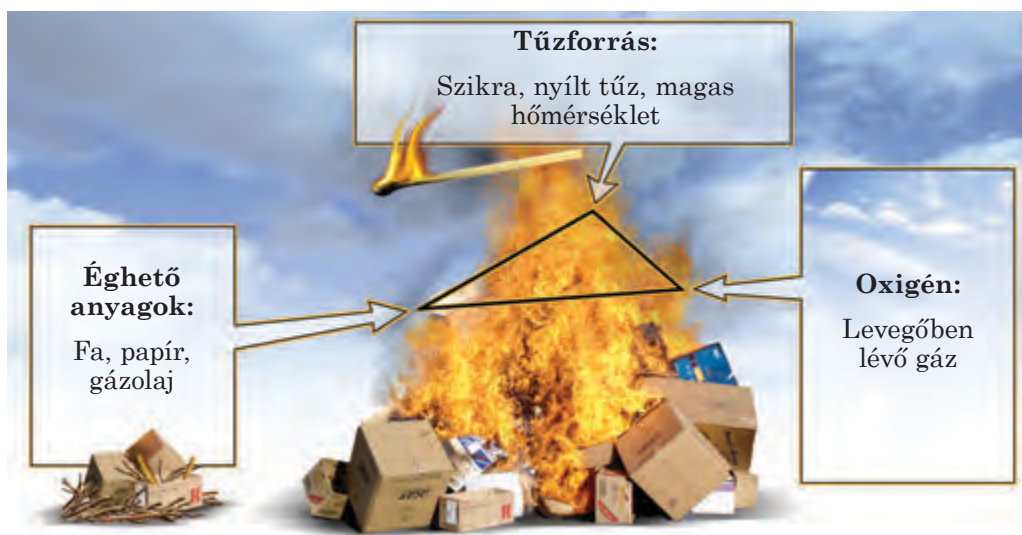 Tűzforrás:
Szikra, nyílt tűz, magas
hőmérséklet
Éghető
anyagok:
Fa, papír,
gázolaj
Oxigén:
Levegőben
lévő gáz